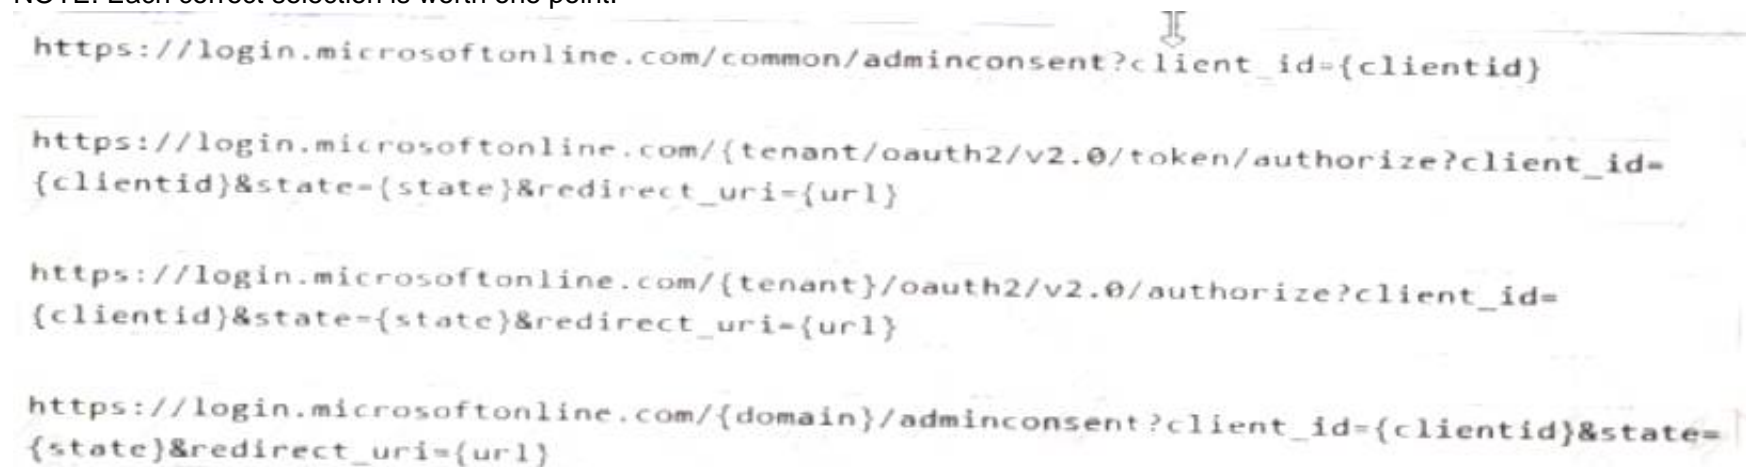 NOTE: Each correct selection is worth one point.
https://login.microsoftonline.com/common/adminconsent?client_id={clientid}
https://login.microsoftonline.com/{tenant/oauth2/v2.0/token/authorize?client_id=
{clientid}&state={state}&redirect_uri={url}
https://login.microsoftonline.com/{tenant}/oauth2/v2.0/authorize?client_id=
{clientid}&state={state}&redirect_uri={url}
https://login.microsoftonline.com/{domain}/adminconsent?client_id={clientid}&state=
{state}&redirect_uri={url}